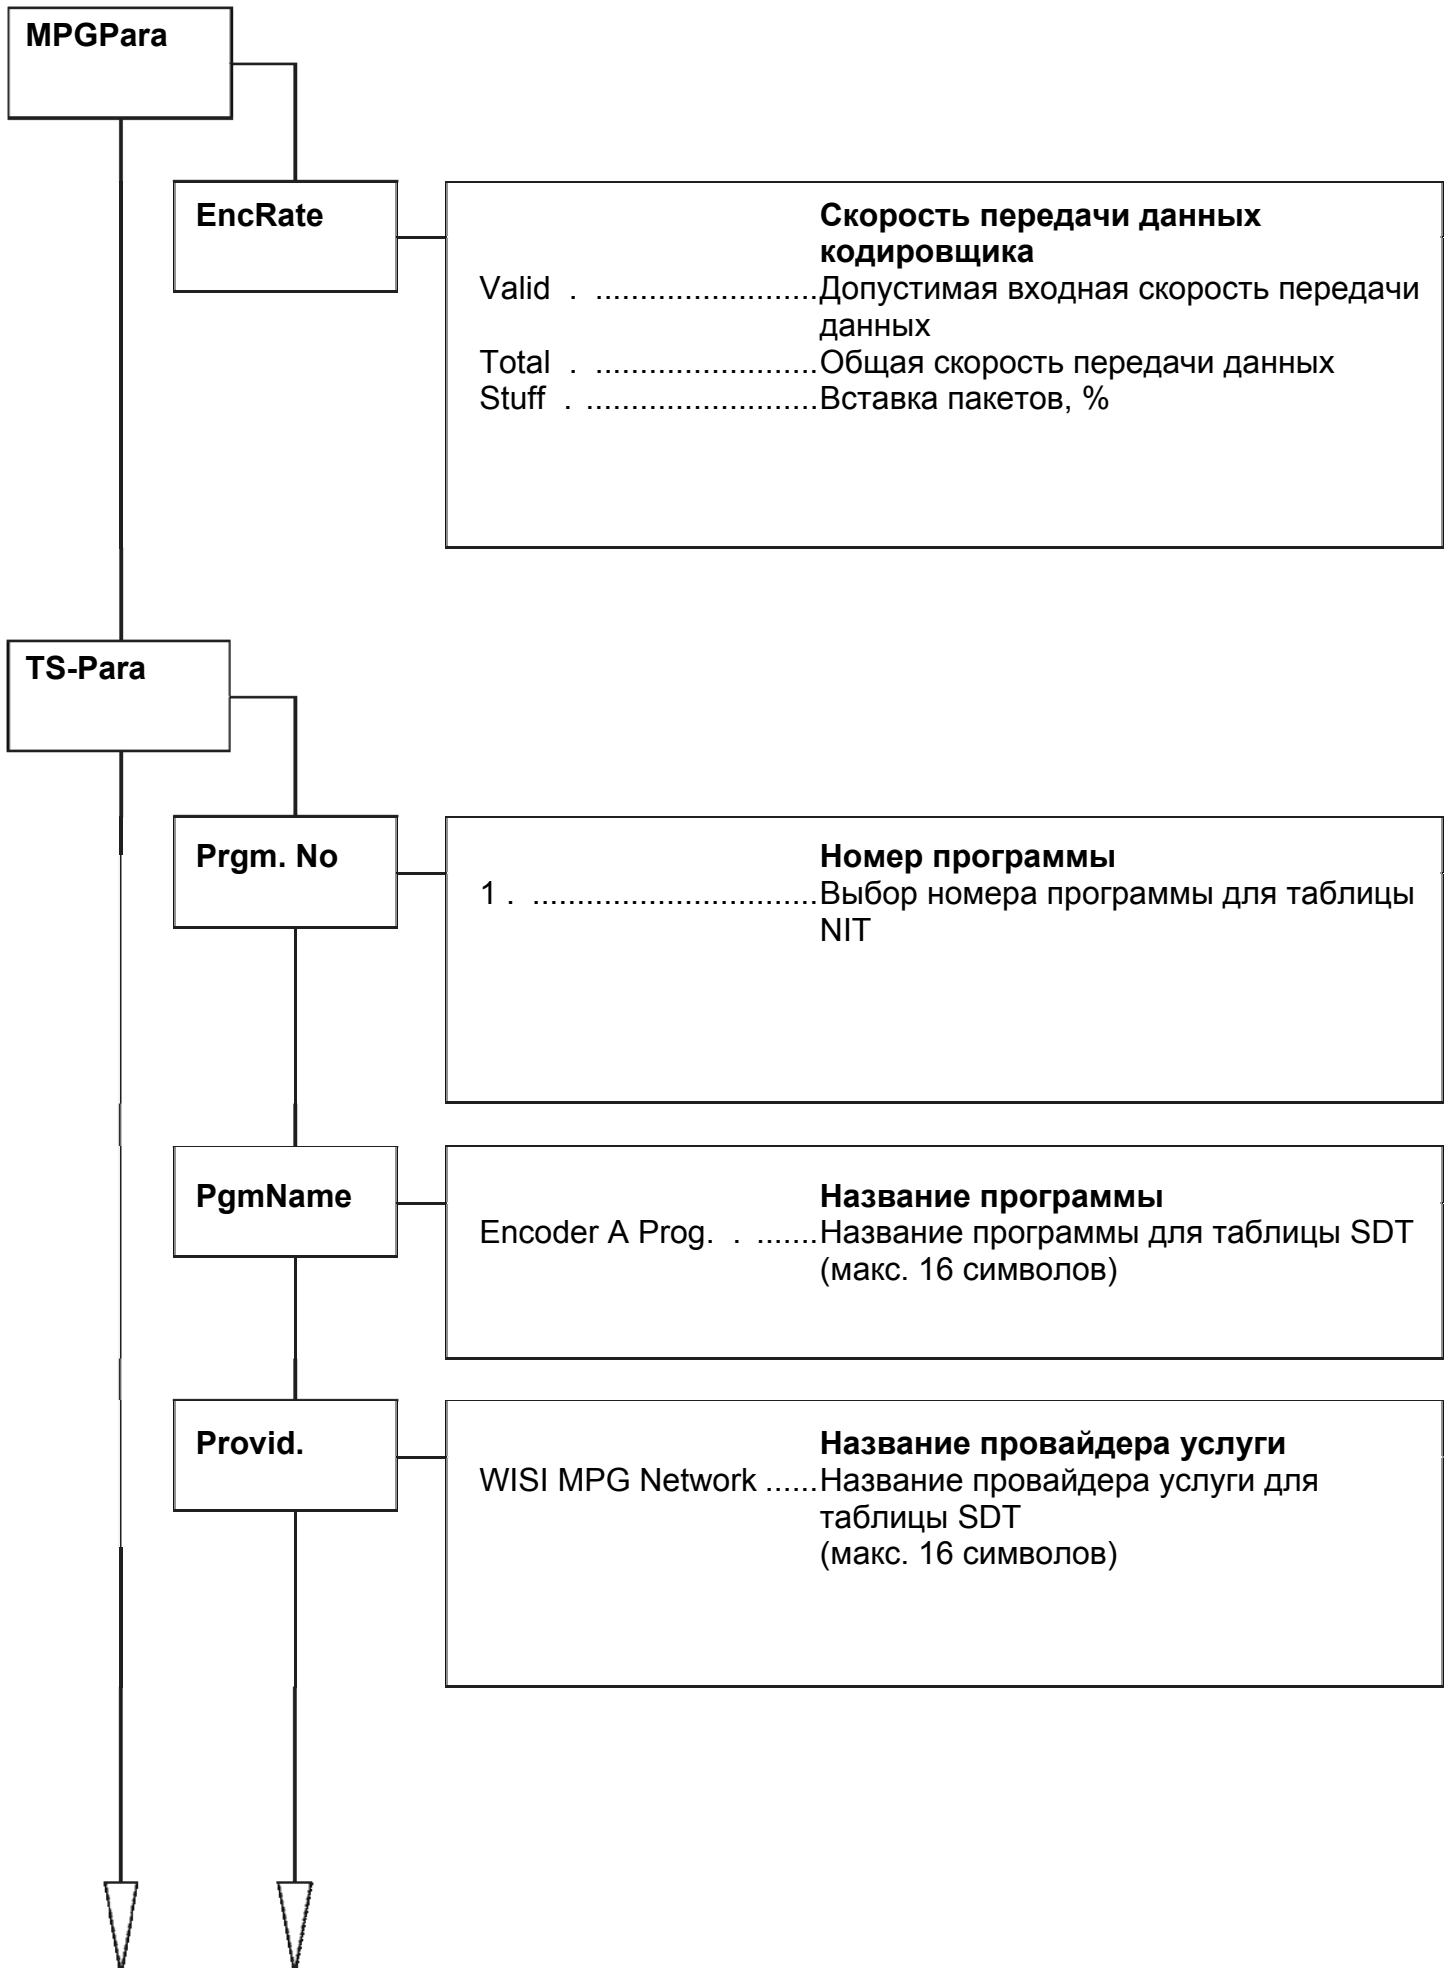 MPGPara
EncRate
Скорость передачи данных
кодировщика
Valid . .........................Допустимая входная скорость передачи
данных
Total . .........................Общая скорость передачи данных
Stuff . ..........................Вставка пакетов, %
TS-Para
Prgm. No
Номер программы
1 . ................................Выбор номера программы для таблицы
NIT
PgmName
Название программы
Encoder A Prog. . .......Название программы для таблицы SDT
(макс. 16 символов)
Provid.
Название провайдера услуги
WISI MPG Network ......Название провайдера услуги для
таблицы SDT
(макс. 16 символов)